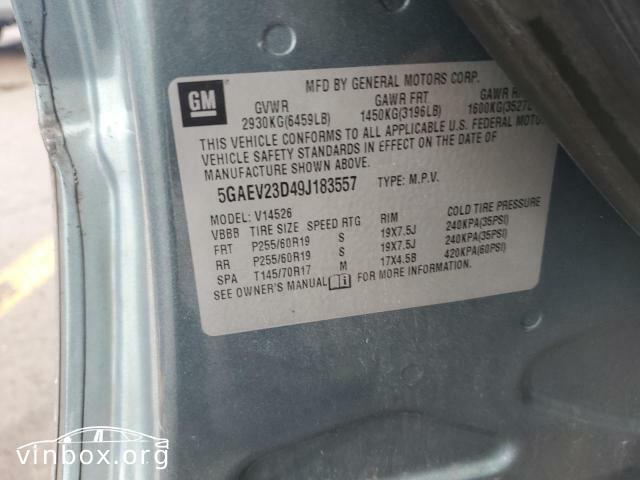 GM
MFD BY GENERAL MOTORS CORP.
GVWR GAWR FRT GAWR
2930KG(6459LB) 1450KG(3196LB)
THIS VEHICLE CONFORMS TO ALL APPLICABLE U.S. FEDERAL
VEHICLE SAFETY STANDARDS IN EFFECT ON THE DATE OF
MANUFACTURE SHOWN ABOVE.
5GAEV23D49J183557 TYPE: M.P.V.
MODEL: V14526
VBBB TIRE SIZE SPEED RTG RIM COLD TIRE PRESSURE
FRT P255/60R19 S 19X7.5J 240KPA(35PSI)
RR P255/60R19 S 19X7.5J 240KPA(35PSI)
SPA T145/70R17 M 17X4.5B 420KPA(60PSI)
SEE OWNER'S MANUAL FOR MORE INFORMATION.
vinbox.org